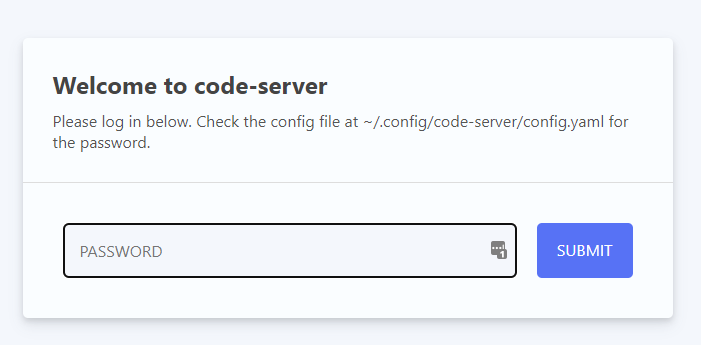 Welcome to code-server
Please log in below. Check the config file at ~/.config/code-server/config.yaml for
the password.
PASSWORD
1
SUBMIT